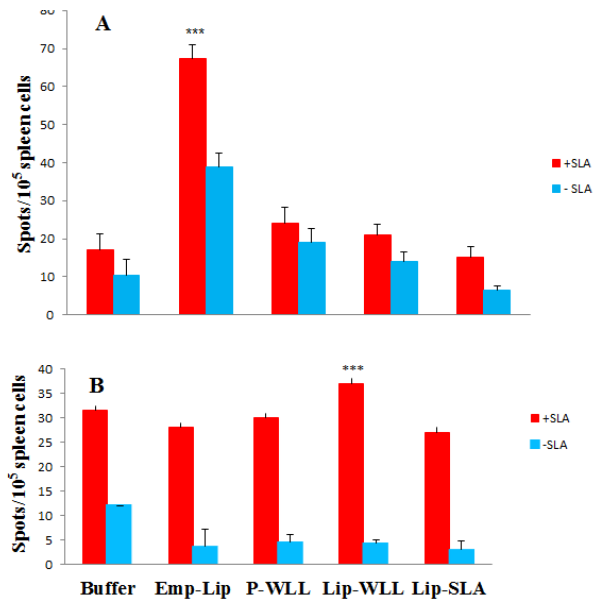 A
***
Spots/10⁵ spleen cells
80
70
60
50
40
30
20
10
0
+SLA
- SLA
B
***
Spots/10⁵ spleen cells
40
35
30
25
20
15
10
5
0
+SLA
-SLA
Buffer Emp-Lip P-WLL Lip-WLL Lip-SLA